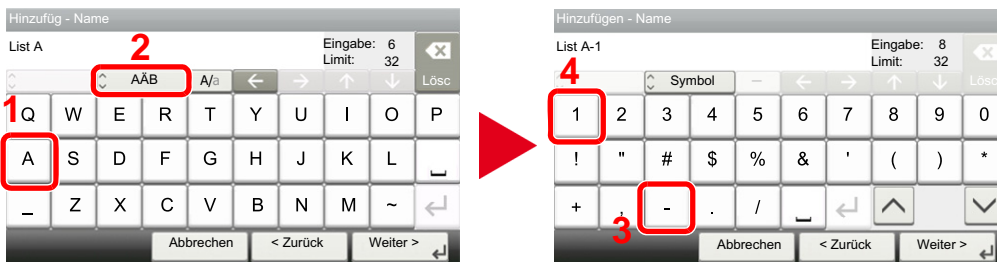 Hinzufüg - Name
List A
2
Eingabe: 6
Limit: 32
AÄB A/a ← → ↑ ↓ Lösc
1
Q W E R T Y U I O P
A S D F G H J K L ␣
_ Z X C V B N M ~ ↵
Abbrechen < Zurück Weiter > ↵
Hinzufügen - Name
List A-1
4
Eingabe: 8
Limit: 32
Symbol — ← → ↑ ↓ Lösc
1 2 3 4 5 6 7 8 9 0
! " # $ % & ' ( ) *
+ , - . / ␣ ↵
3
Abbrechen < Zurück Weiter > ↵